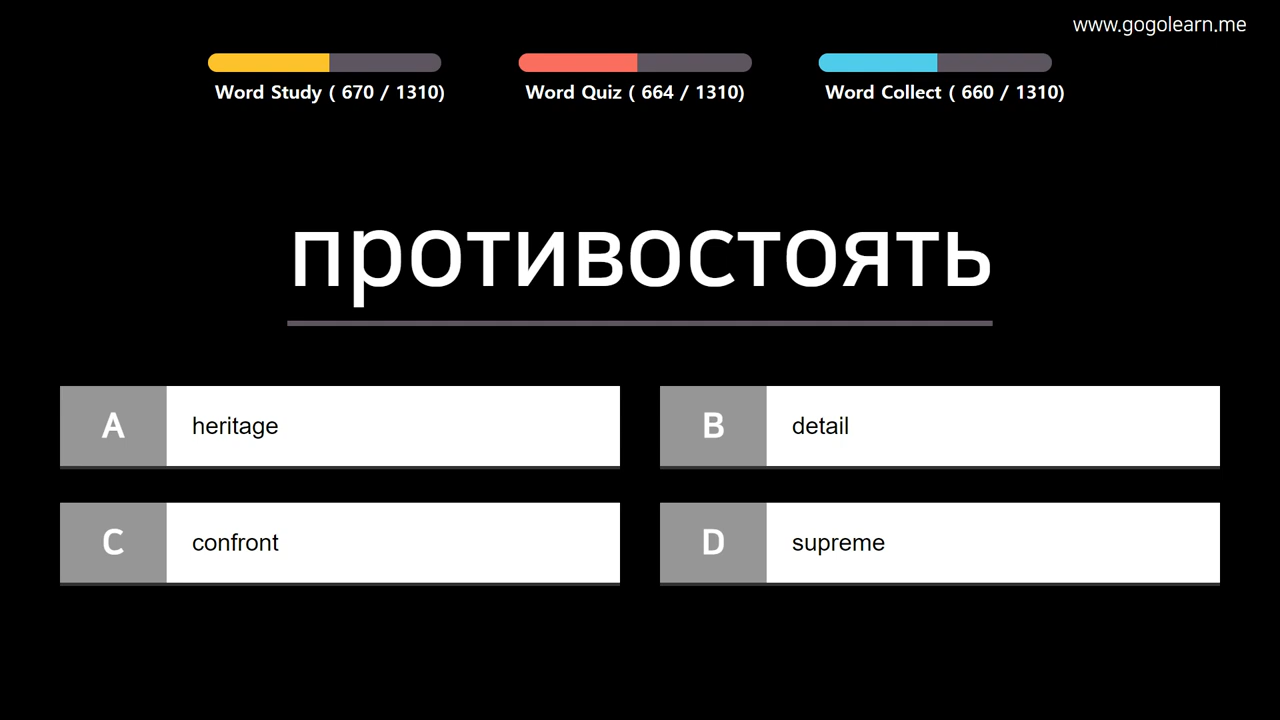 www.gogolearn.me
Word Study ( 670 / 1310)
Word Quiz ( 664 / 1310)
Word Collect ( 660 / 1310)
противостоять
A heritage
B detail
C confront
D supreme